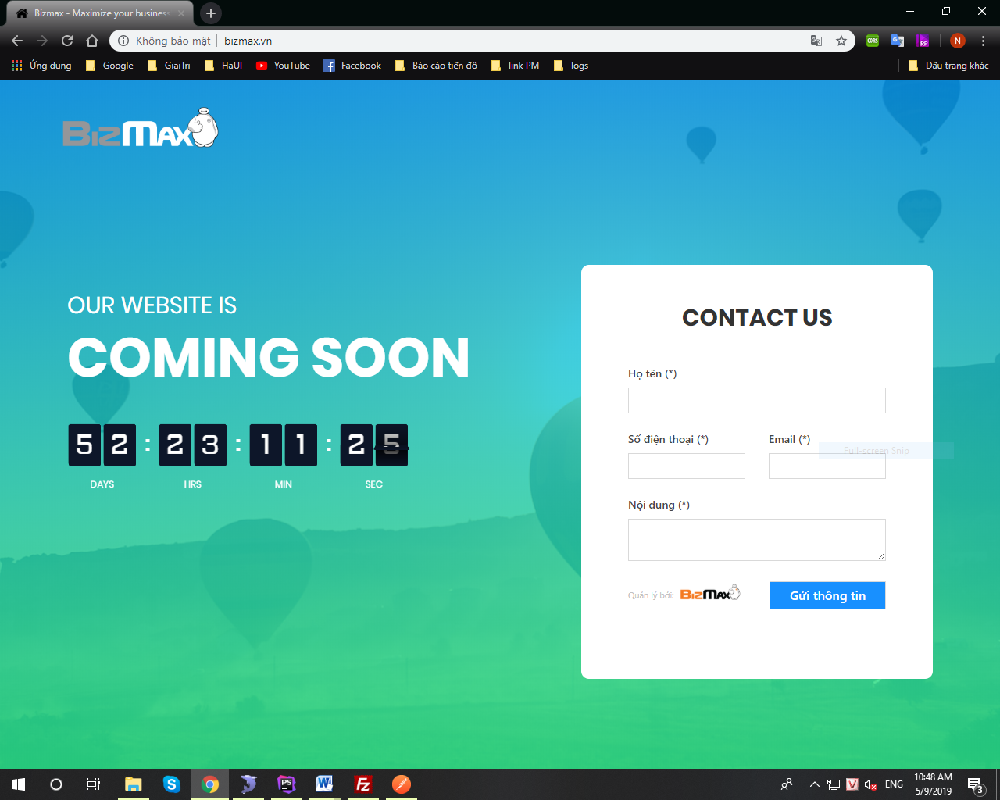 Bizmax - Maximize your business
Không bảo mật
bizmax.vn
CORS
RP
N
Ứng dụng
Google
GiaiTri
HaUI
YouTube
Facebook
Báo cáo tiến độ
link PM
logs
Dấu trang khác
BizMax
OUR WEBSITE IS
COMING SOON
52 : 23 : 11 : 25
DAYS
HRS
MIN
SEC
CONTACT US
Họ tên (*)
Số điện thoại (*)
Email (*)
Full-screen Snip
Nội dung (*)
Quản lý bởi:
BizMax
Gửi thông tin
PS
ENG
10:48 AM
5/9/2019
3